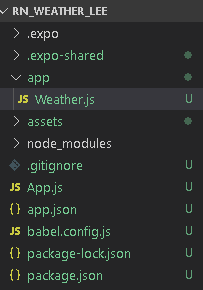 RN_WEATHER_LEE
.expo
.expo-shared
app
JS Weather.js U
assets
node_modules
.gitignore U
JS App.js U
{} app.json U
JS babel.config.js U
{} package-lock.json U
{} package.json U